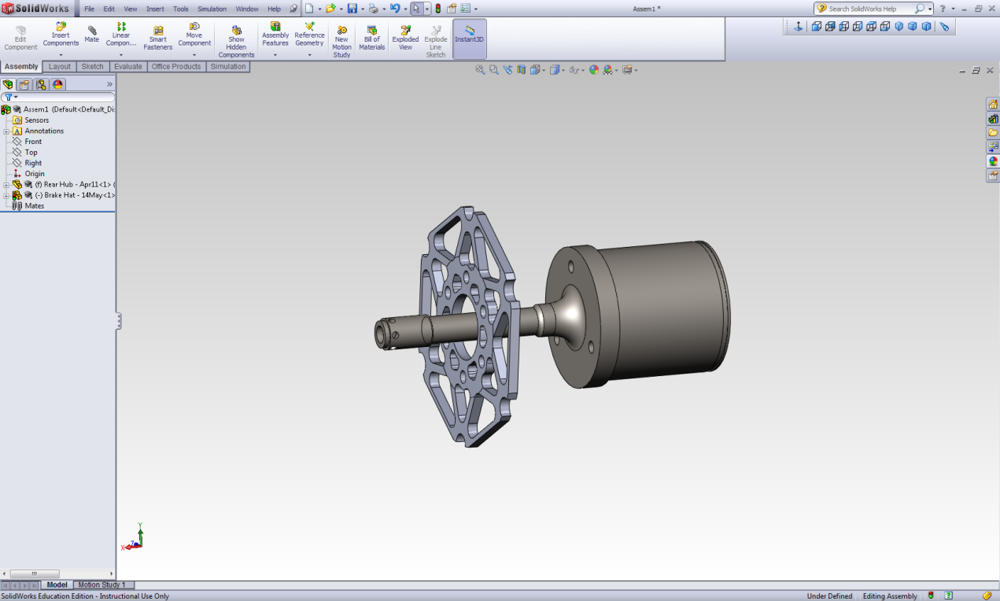 SolidWorks File Edit View Insert Tools Simulation Window Help Assem1 * Search SolidWorks Help
Edit Component
Insert Components
Mate
Linear Compon...
Smart Fasteners
Move Component
Show Hidden Components
Assembly Features
Reference Geometry
New Motion Study
Bill of Materials
Exploded View
Explode Line Sketch
Instant3D
Assembly Layout Sketch Evaluate Office Products Simulation
Assem1 (Default<Default_Di
Sensors
Annotations
Front
Top
Right
Origin
(f) Rear Hub - Apr11<1> (
(-) Brake Hat - 14May<1>
Mates
Y
X Z
Model Motion Study 1
SolidWorks Education Edition - Instructional Use Only Under Defined Editing Assembly